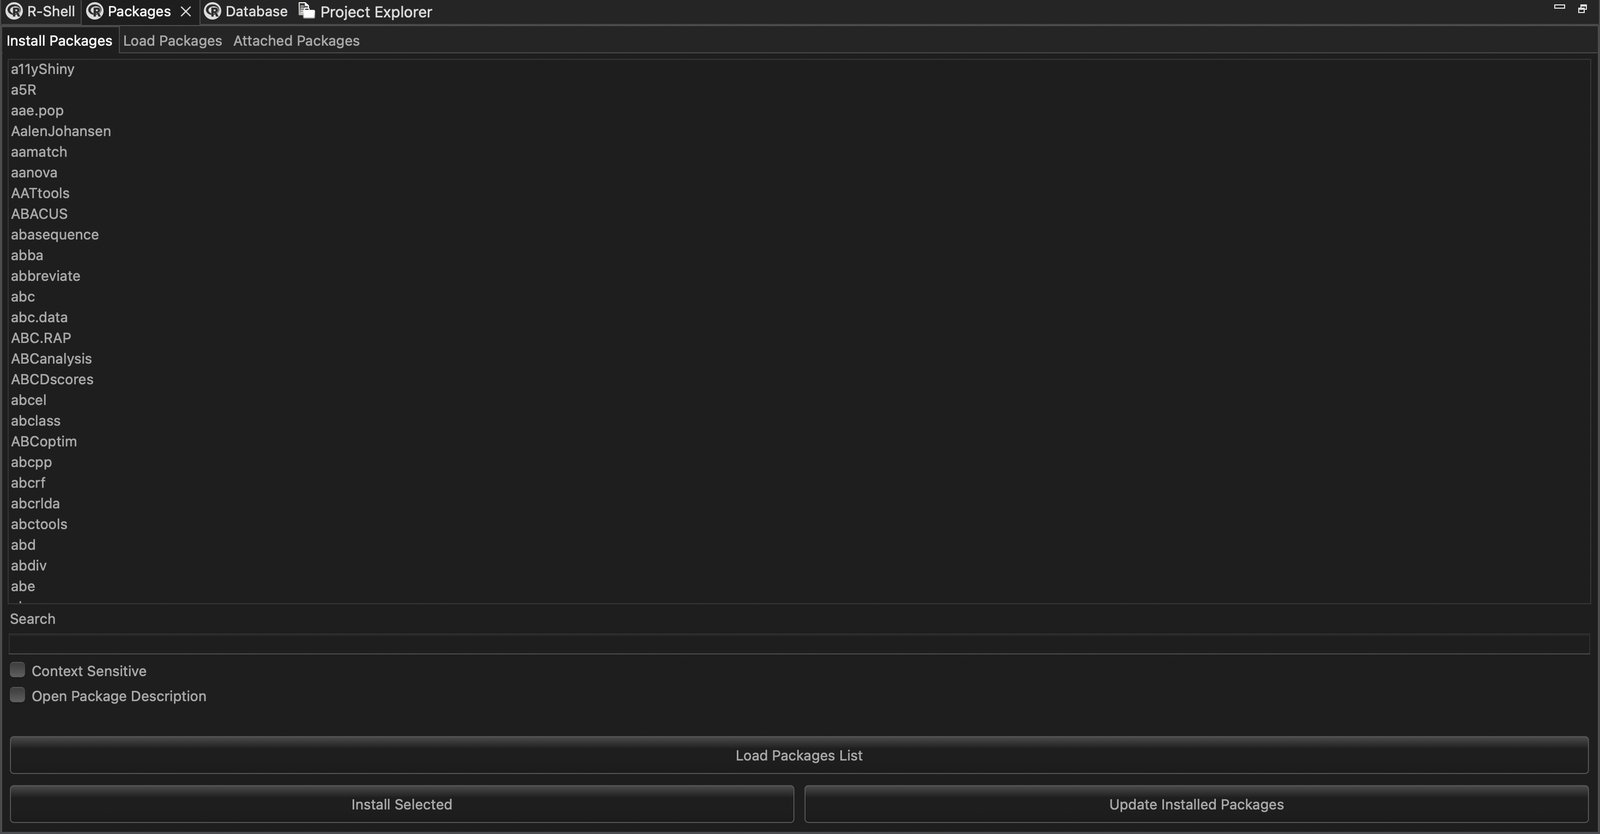 R-Shell Packages Database Project Explorer
Install Packages Load Packages Attached Packages
a11yShiny
a5R
aae.pop
AalenJohansen
aamatch
aanova
AATtools
ABACUS
abasequence
abba
abbreviate
abc
abc.data
ABC.RAP
ABCanalysis
ABCDscores
abcel
abclass
ABCoptim
abcpp
abcrf
abcrlda
abctools
abd
abdiv
abe
Search
Context Sensitive
Open Package Description
Load Packages List
Install Selected Update Installed Packages